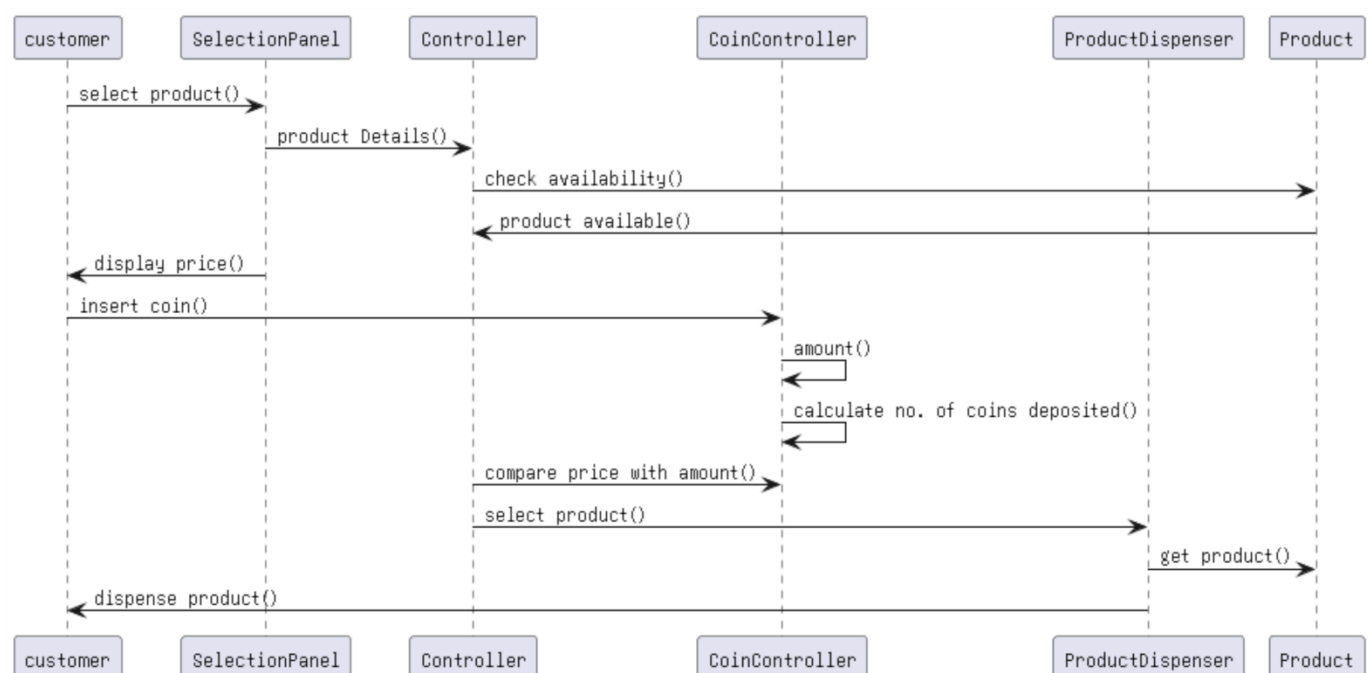 customer SelectionPanel Controller CoinController ProductDispenser Product
select product()
product Details()
check availability()
product available()
display price()
insert coin()
amount()
calculate no. of coins deposited()
compare price with amount()
select product()
get product()
dispense product()
customer SelectionPanel Controller CoinController ProductDispenser Product